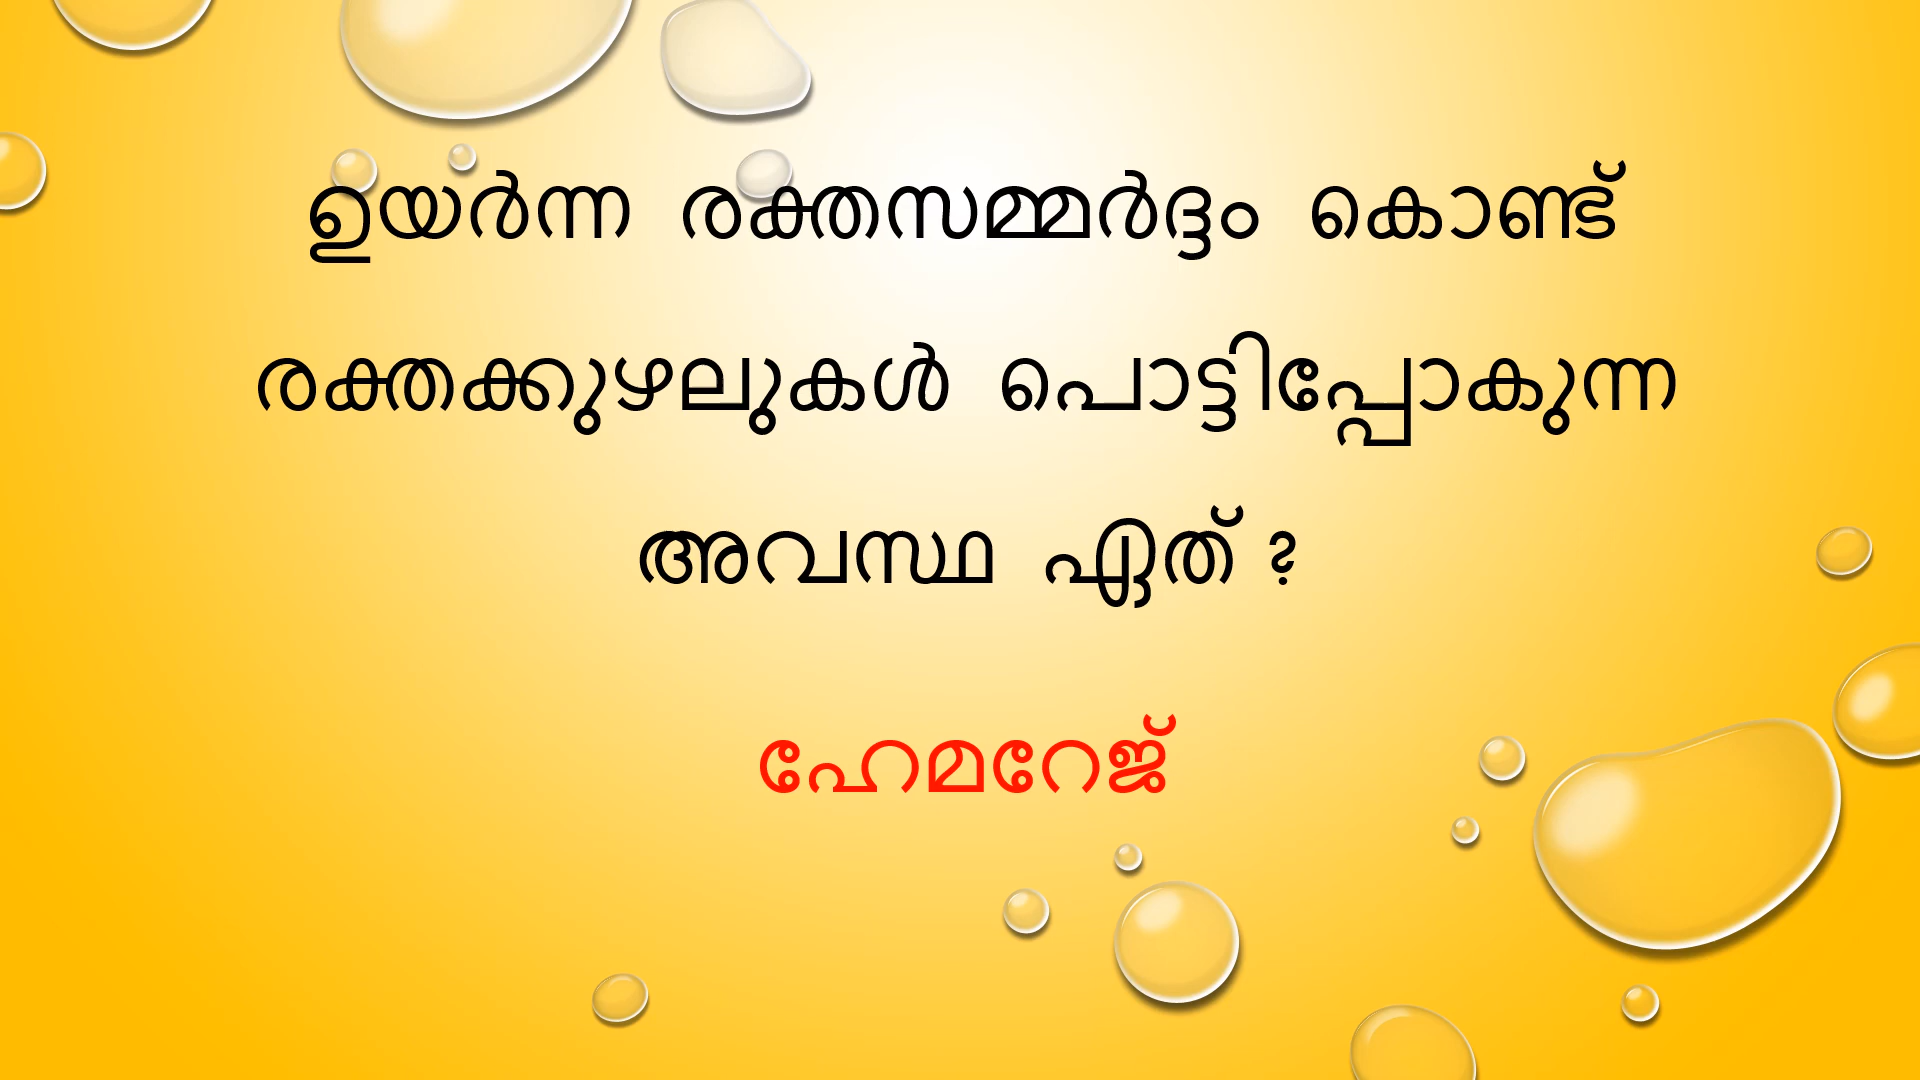 ഉയർന്ന രക്തസമ്മർദ്ദം കൊണ്ട്
രക്തക്കുഴലുകൾ പൊട്ടിപ്പോകുന്ന
അവസ്ഥ ഏത് ?
ഹേമറേജ്